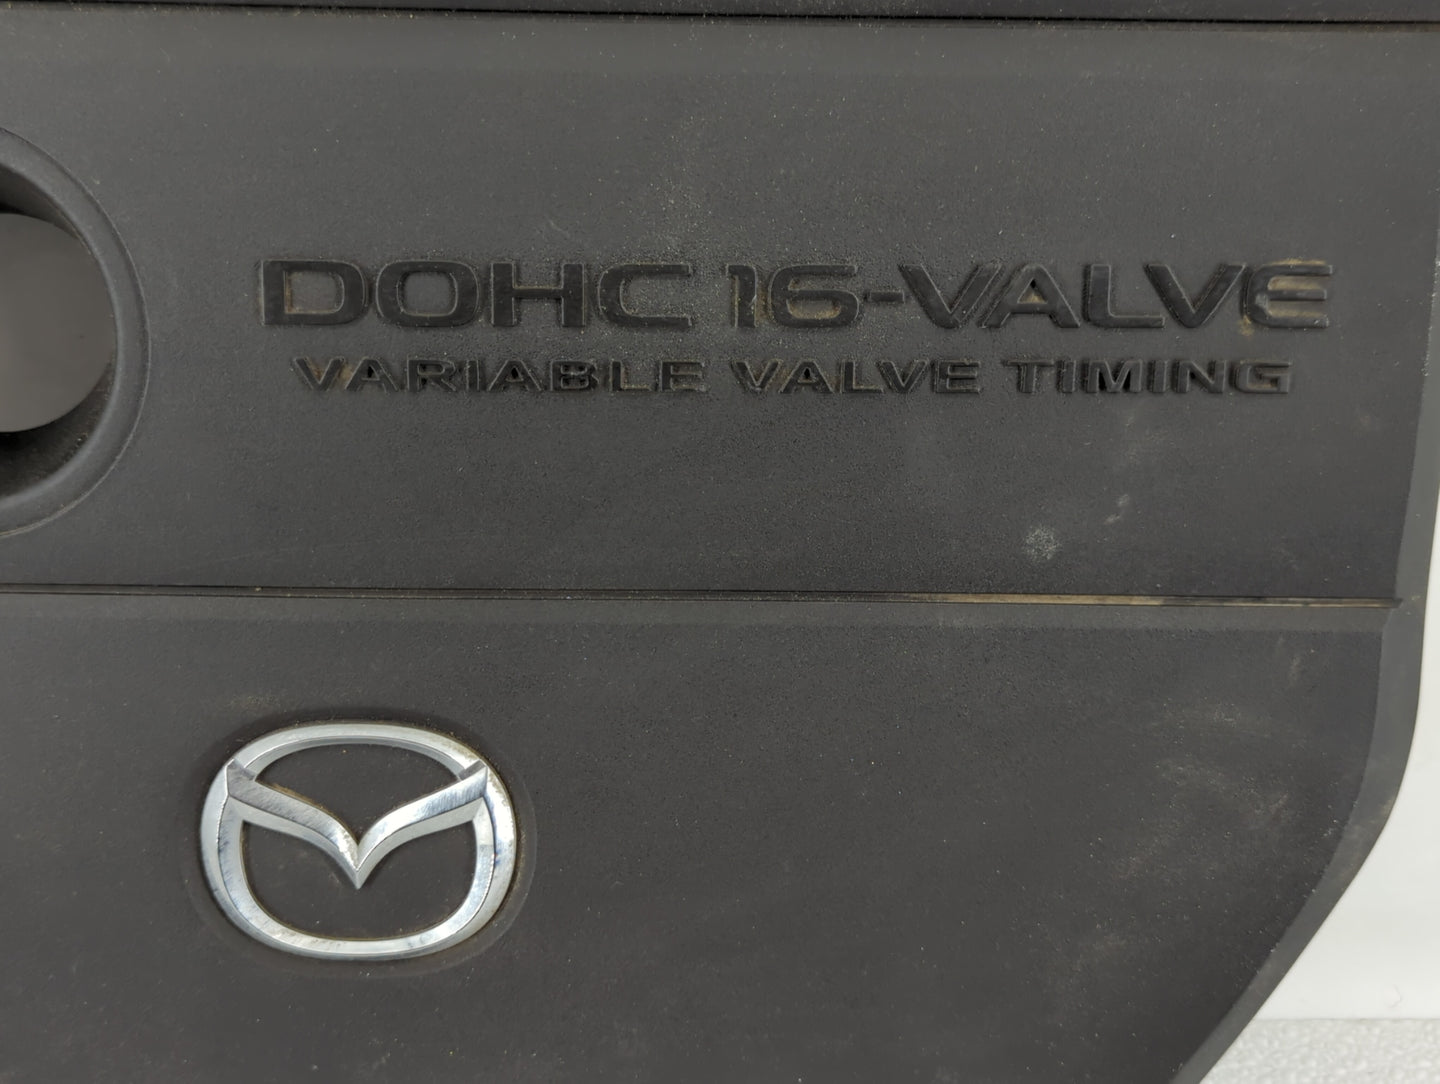 DOHC 16-VALVE
VARIABLE VALVE TIMING